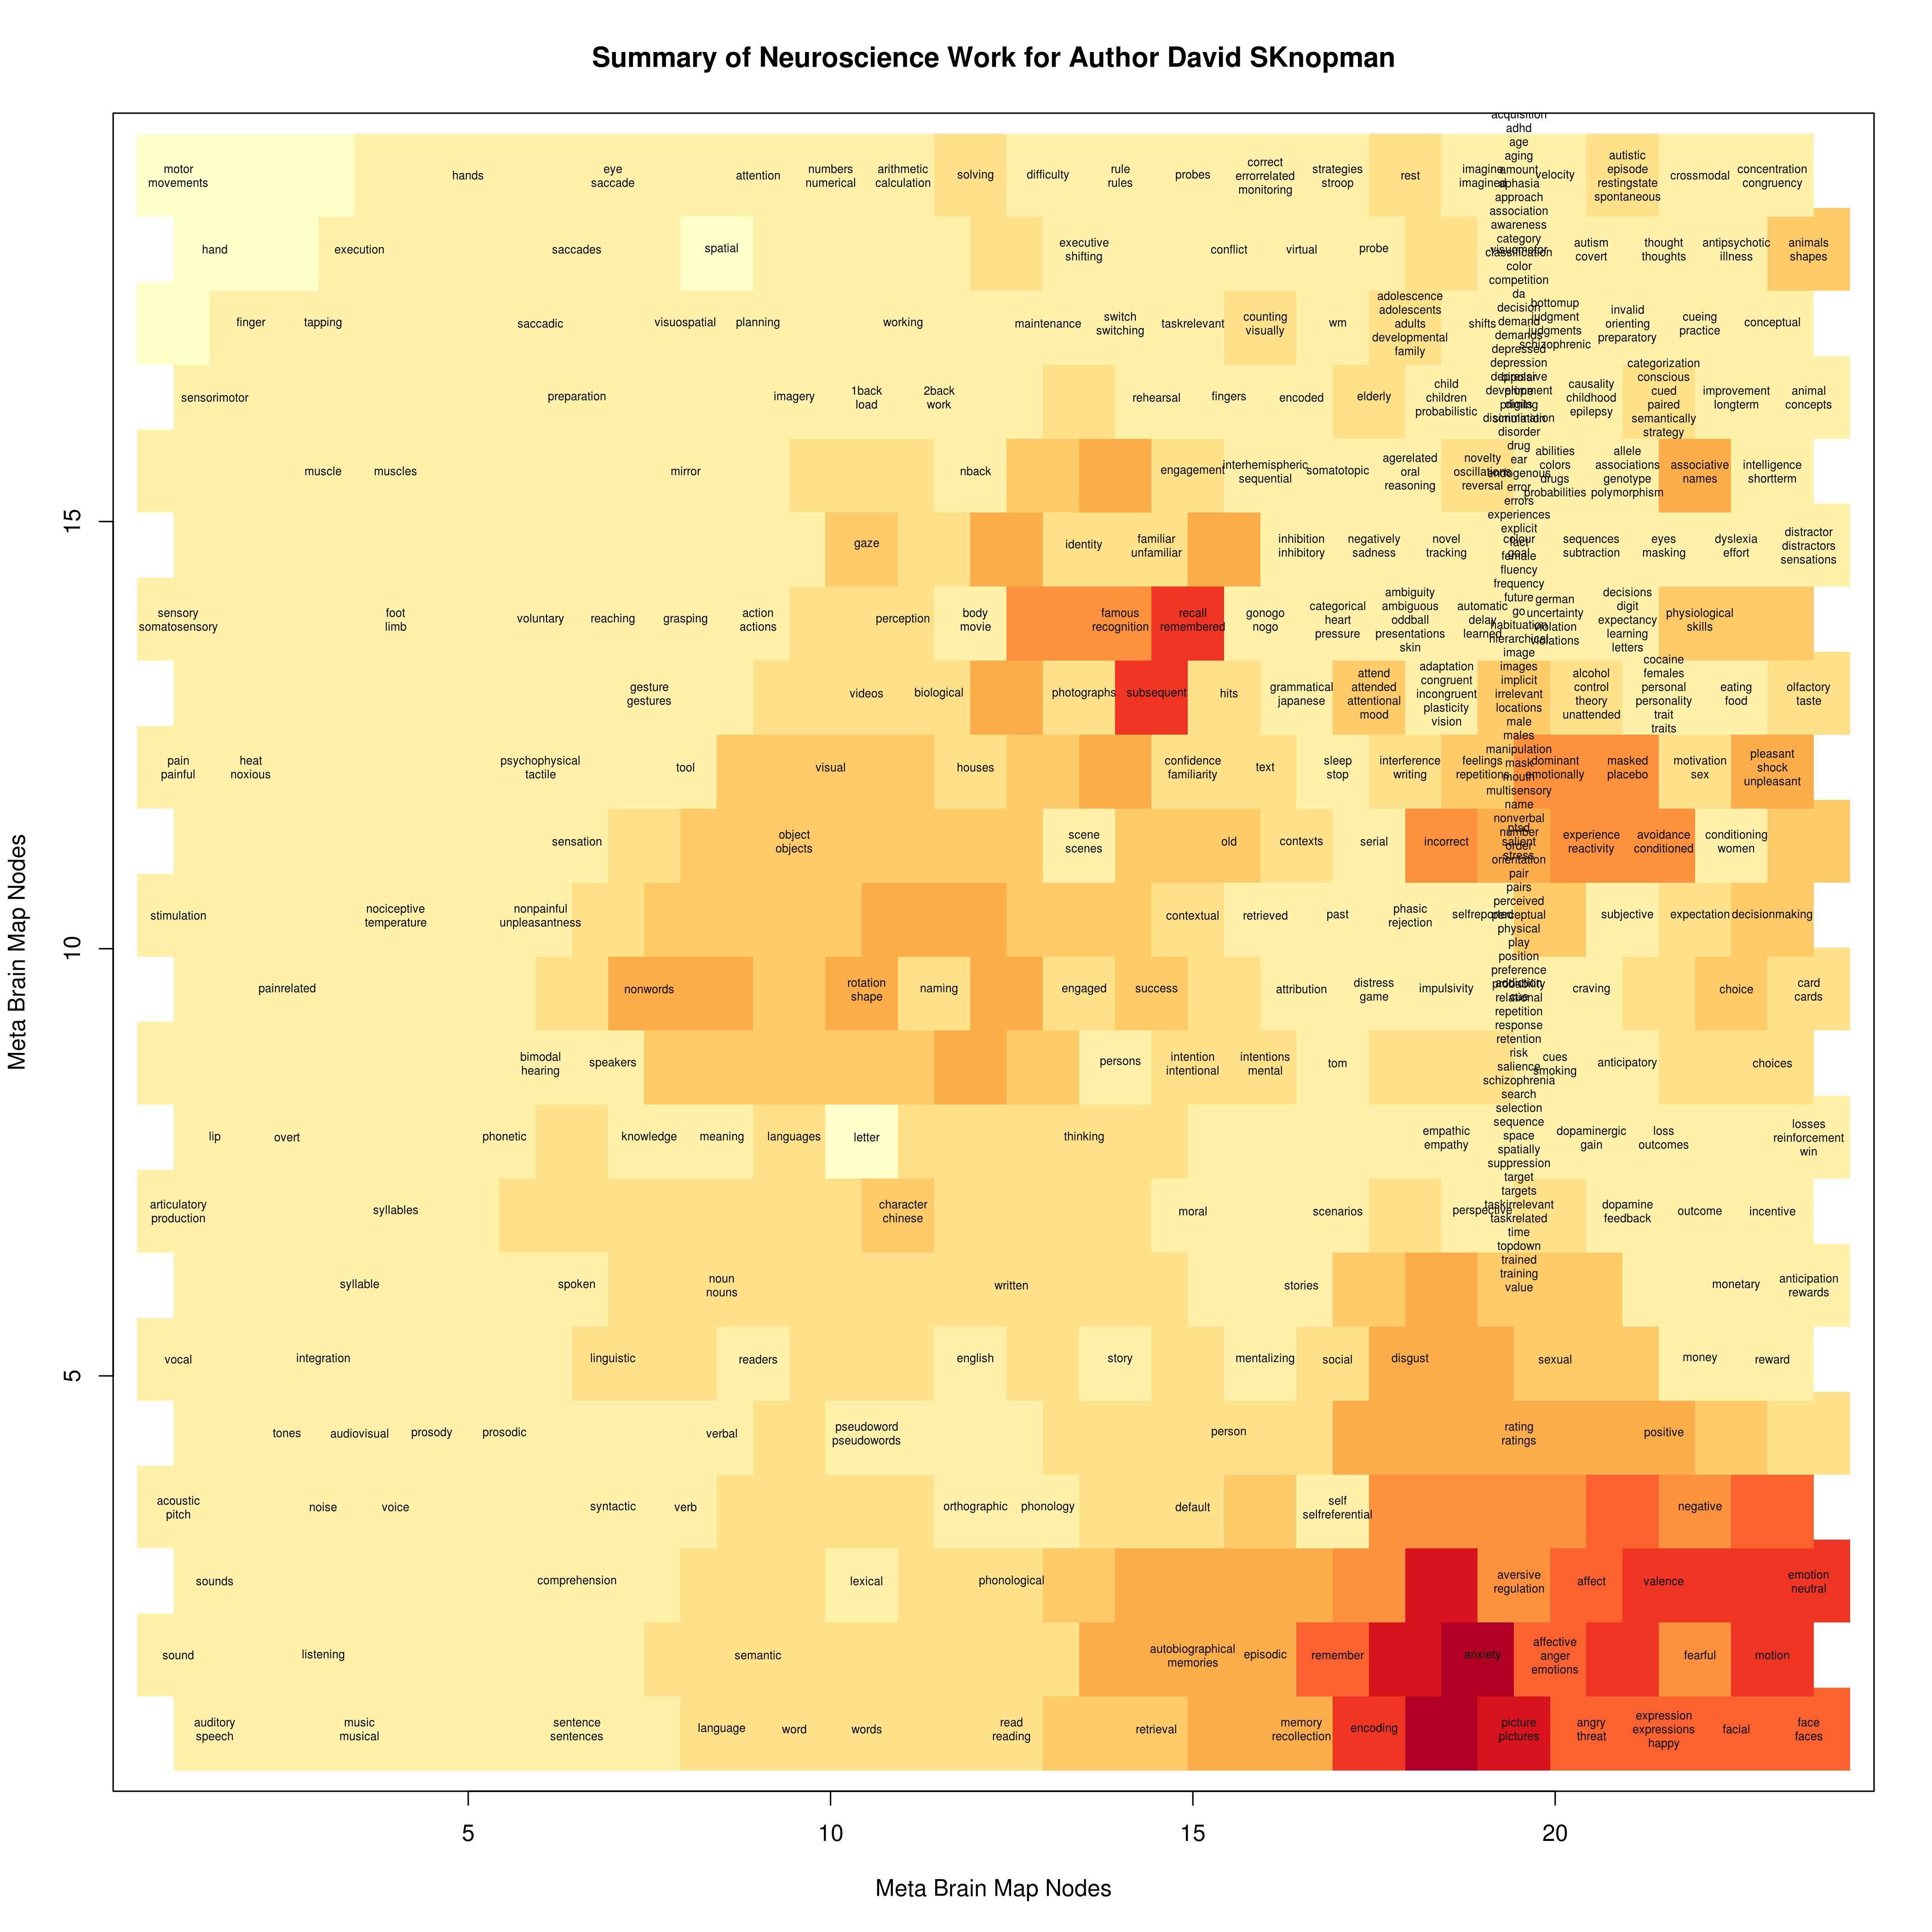 Summary of Neuroscience Work for Author David SKnopman
motor
movements
hands
eye
saccade
attention
numbers
numerical
arithmetic
calculation
solving
difficulty
rule
rules
probes
correct
errorrelated
monitoring
strategies
stroop
rest
imagine
imagined
velocity
autistic
episode
restingstate
spontaneous
crossmodal
concentration
congruency
hand
execution
saccades
spatial
executive
shifting
conflict
virtual
probe
visuomotor
autism
covert
thought
thoughts
antipsychotic
illness
animals
shapes
finger
tapping
saccadic
visuospatial
planning
working
maintenance
switch
switching
taskrelevant
counting
visually
wm
adolescence
adolescents
adults
developmental
family
shifts
bottomup
judgment
judgments
schizophrenic
invalid
orienting
preparatory
cueing
practice
conceptual
sensorimotor
preparation
imagery
1back
load
2back
work
rehearsal
fingers
encoded
elderly
child
children
probabilistic
causality
childhood
epilepsy
categorization
conscious
cued
paired
semantically
strategy
improvement
longterm
animal
concepts
muscle
muscles
mirror
nback
engagement
interhemispheric
sequential
somatotopic
agerelated
oral
reasoning
novelty
oscillations
reversal
abilities
colors
drugs
probabilities
allele
associations
genotype
polymorphism
associative
names
intelligence
shortterm
gaze
identity
familiar
unfamiliar
inhibition
inhibitory
negatively
sadness
novel
tracking
colour
goal
sequences
subtraction
eyes
masking
dyslexia
effort
distractor
distractors
sensations
sensory
somatosensory
foot
limb
voluntary
reaching
grasping
action
actions
perception
body
movie
famous
recognition
recall
remembered
gonogo
nogo
categorical
heart
pressure
ambiguity
ambiguous
oddball
presentations
skin
automatic
delay
learned
german
uncertainty
violation
violations
decisions
digit
expectancy
learning
letters
physiological
skills
gesture
gestures
videos
biological
photographs
subsequent
hits
grammatical
japanese
attend
attended
attentional
mood
adaptation
congruent
incongruent
plasticity
vision
alcohol
control
theory
unattended
cocaine
females
personal
personality
trait
traits
eating
food
olfactory
taste
pain
painful
heat
noxious
psychophysical
tactile
tool
visual
houses
confidence
familiarity
text
sleep
stop
interference
writing
feelings
repetitions
dominant
emotionally
masked
placebo
motivation
sex
pleasant
shock
unpleasant
sensation
object
objects
scene
scenes
old
contexts
serial
incorrect
ptsd
salient
stress
experience
reactivity
avoidance
conditioned
conditioning
women
stimulation
nociceptive
temperature
nonpainful
unpleasantness
contextual
retrieved
past
phasic
rejection
selfreported
subjective
expectation
decisionmaking
painrelated
nonwords
rotation
shape
naming
engaged
success
attribution
distress
game
impulsivity
craving
choice
card
cards
bimodal
hearing
speakers
persons
intention
intentional
intentions
mental
tom
cues
smoking
anticipatory
choices
lip
overt
phonetic
knowledge
meaning
languages
letter
thinking
empathic
empathy
dopaminergic
gain
loss
outcomes
losses
reinforcement
win
articulatory
production
syllables
character
chinese
moral
scenarios
perspective
dopamine
feedback
outcome
incentive
syllable
spoken
noun
nouns
written
stories
monetary
anticipation
rewards
vocal
integration
linguistic
readers
english
story
mentalizing
social
disgust
sexual
money
reward
tones
audiovisual
prosody
prosodic
verbal
pseudoword
pseudowords
person
rating
ratings
positive
acoustic
pitch
noise
voice
syntactic
verb
orthographic
phonology
default
self
selfreferential
negative
sounds
comprehension
lexical
phonological
aversive
regulation
affect
valence
emotion
neutral
sound
listening
semantic
autobiographical
memories
episodic
remember
anxiety
affective
anger
emotions
fearful
motion
auditory
speech
music
musical
sentence
sentences
language
word
words
read
reading
retrieval
memory
recollection
encoding
picture
pictures
angry
threat
expression
expressions
happy
facial
face
faces
acquisition
adhd
age
aging
amount
aphasia
approach
association
awareness
category
classification
color
competition
da
decision
demand
demands
depressed
depression
depressive
development
digits
discrimination
disorder
drug
ear
endogenous
error
errors
experiences
explicit
fact
female
fluency
frequency
future
go
habituation
hierarchical
image
images
implicit
irrelevant
locations
male
males
manipulation
mask
mouth
multisensory
name
nonverbal
number
order
orientation
pair
pairs
perceived
perceptual
physical
play
position
preference
probability
relational
repetition
response
retention
risk
salience
schizophrenia
search
selection
sequence
space
spatially
suppression
target
targets
taskirrelevant
taskrelated
time
topdown
trained
training
value
5
10
15
20
5
10
15
Meta Brain Map Nodes
Meta Brain Map Nodes